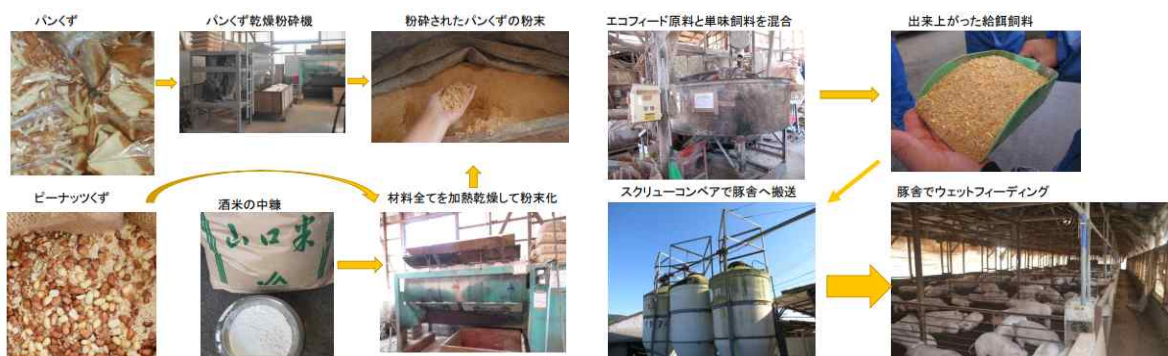 パンくず
パンくず乾燥粉砕機
粉砕されたパンくずの粉末
エコフィード原料と単味飼料を混合
出来上がった給餌飼料
ピーナッツくず
酒米の中糠
材料全てを加熱乾燥して粉末化
スクリューコンベアで豚舎へ搬送
豚舎でウェットフィーディング
山口米